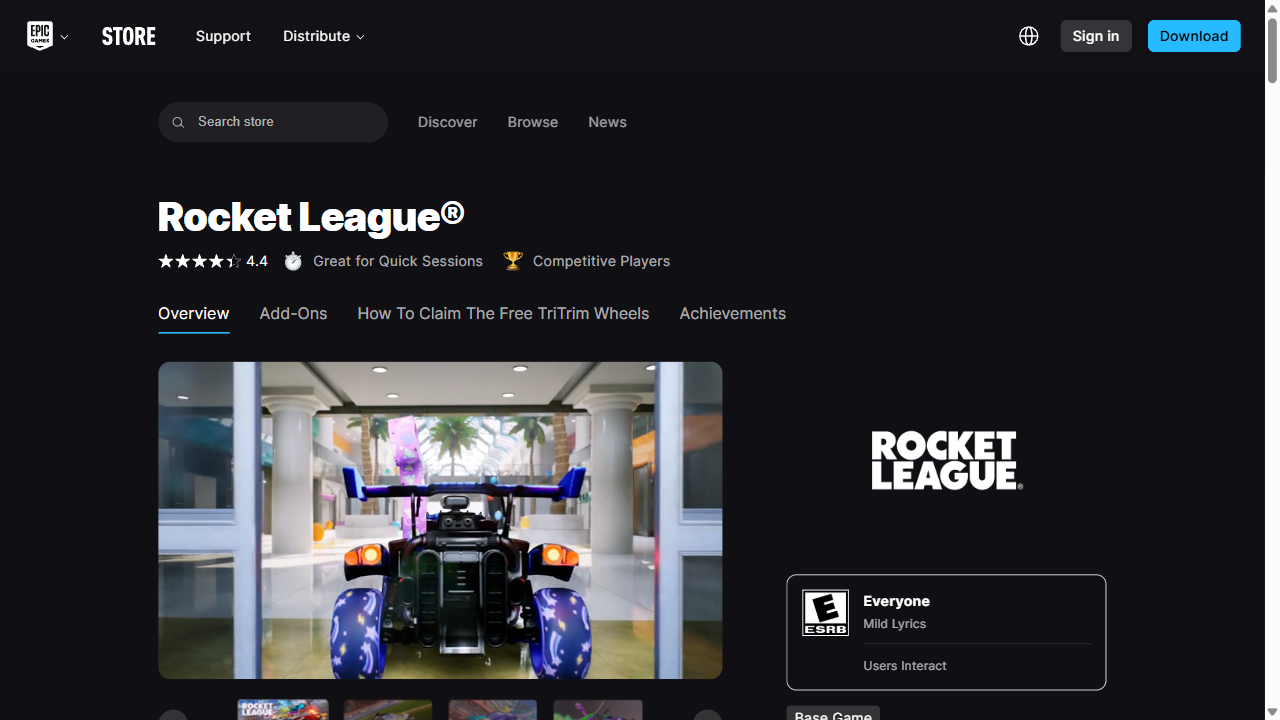 EPIC GAMES
STORE
Support
Distribute
Sign in
Download
Search store
Discover
Browse
News
Rocket League®
4.4
Great for Quick Sessions
Competitive Players
Overview
Add-Ons
How To Claim The Free TriTrim Wheels
Achievements
ROCKET
LEAGUE®
E
ESRB
Everyone
Mild Lyrics
Users Interact
ROCKET
LEAGUE
Base Game